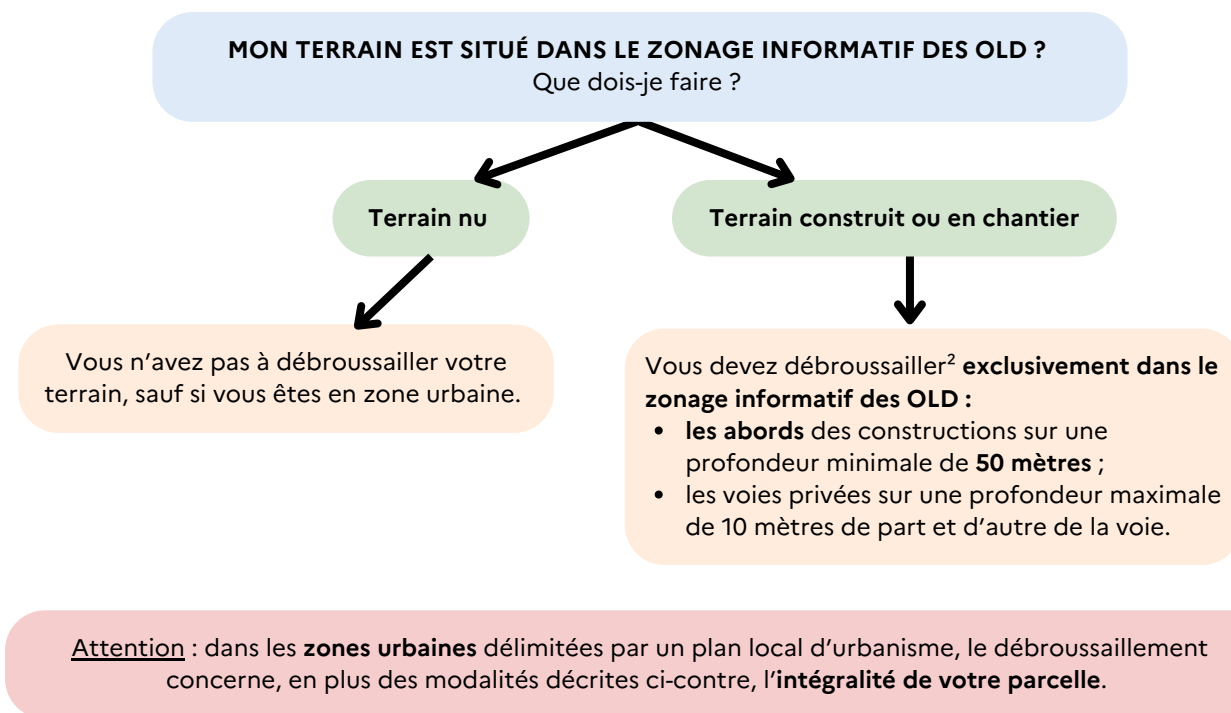 MON TERRAIN EST SITUÉ DANS LE ZONAGE INFORMATIF DES OLD ?
Que dois-je faire ?
Terrain nu
Terrain construit ou en chantier
Vous n’avez pas à débroussailler votre
terrain, sauf si vous êtes en zone urbaine.
Vous devez débroussailler² exclusivement dans le
zonage informatif des OLD :
• les abords des constructions sur une
profondeur minimale de 50 mètres ;
• les voies privées sur une profondeur maximale
de 10 mètres de part et d’autre de la voie.
Attention : dans les zones urbaines délimitées par un plan local d’urbanisme, le débroussaillement
concerne, en plus des modalités décrites ci-contre, l’intégralité de votre parcelle.